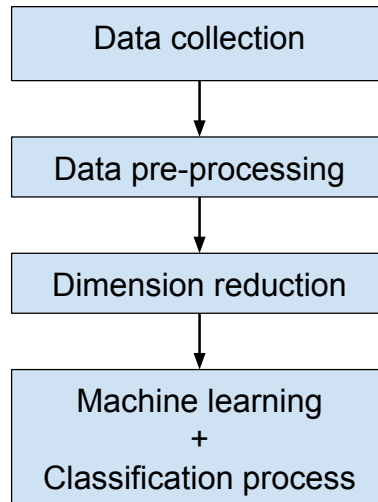 Data collection
Data pre-processing
Dimension reduction
Machine learning
+
Classification process